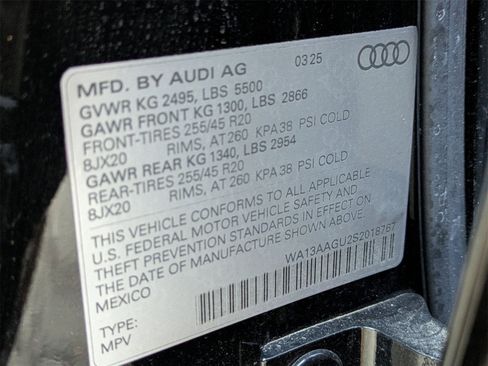 MFD. BY AUDI AG 0325
GVWR KG 2495, LBS 5500
GAWR FRONT KG 1300, LBS 2866
FRONT-TIRES 255/45 R20
8JX20 RIMS, AT260 KPA38 PSI COLD
GAWR REAR KG 1340, LBS 2954
REAR-TIRES 255/45 R20
8JX20 RIMS, AT 260 KPA 38 PSI COLD
THIS VEHICLE CONFORMS TO ALL APPLICABLE
U.S. FEDERAL MOTOR VEHICLE SAFETY AND
THEFT PREVENTION STANDARDS IN EFFECT ON
THE DATE OF MANUFACTURE SHOWN ABOVE.
MEXICO
WA13AAGU2S2018767
TYPE:
MPV